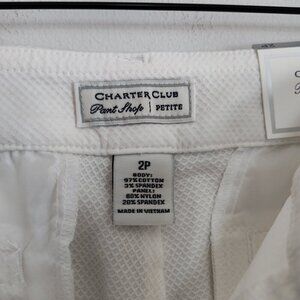 CHARTER CLUB
Pant Shop | PETITE
2P
BODY:
97%COTTON
3% SPANDEX
PANEL:
80% NYLON
20% SPANDEX
MADE IN VIETNAM